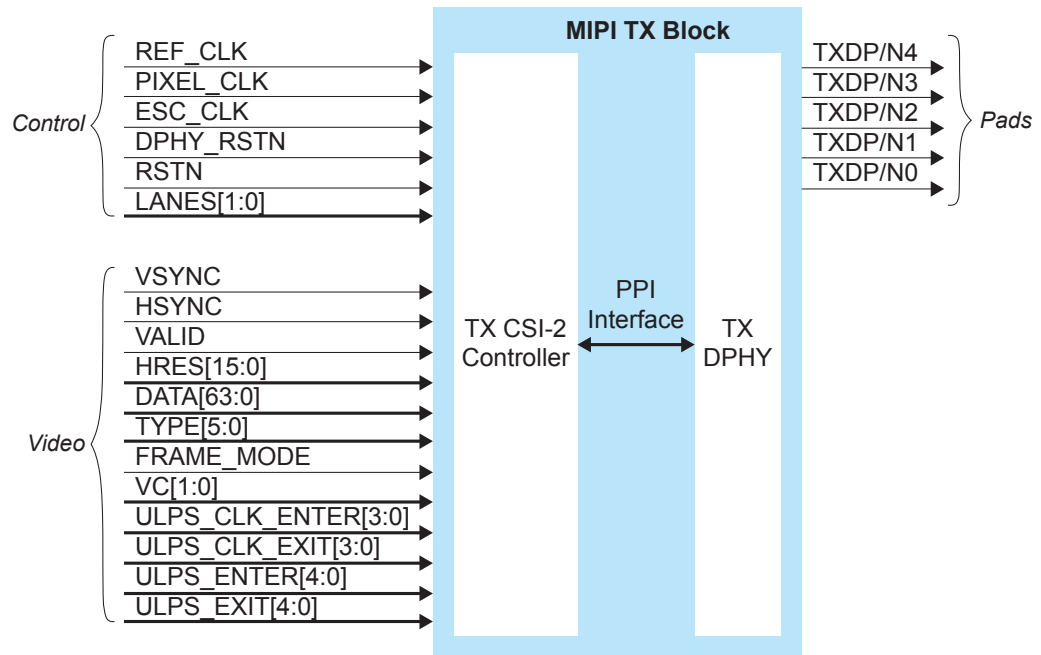 MIPI TX Block
Control
REF_CLK
PIXEL_CLK
ESC_CLK
DPHY_RSTN
RSTN
LANES[1:0]
Video
VSYNC
HSYNC
VALID
HRES[15:0]
DATA[63:0]
TYPE[5:0]
FRAME_MODE
VC[1:0]
ULPS_CLK_ENTER[3:0]
ULPS_CLK_EXIT[3:0]
ULPS_ENTER[4:0]
ULPS_EXIT[4:0]
TX CSI-2
Controller
PPI
Interface
TX
DPHY
TXDP/N4
TXDP/N3
TXDP/N2
TXDP/N1
TXDP/N0
Pads